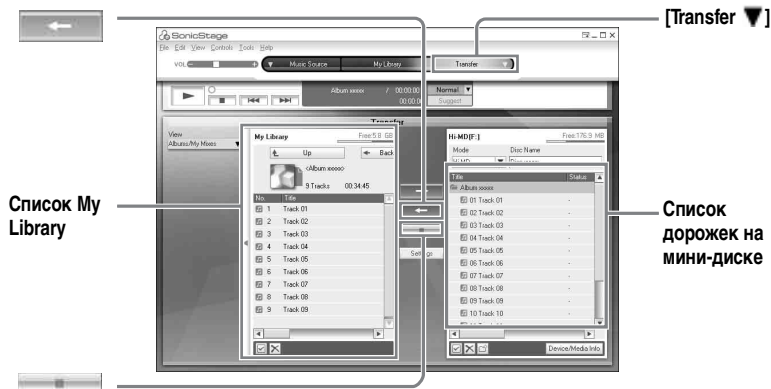 [Transfer ▼]
SonicStage
File Edit View Controls Tools Help
VOL
Music Source
My Library
Transfer
Album xxxxx / 00:00:00
00:00:00
Normal
Suggest
Transfer
View
Albums/My Mixes
My Library
Free:5.8 GB
Up
Back
<Album xxxxx>
9 Tracks 00:34:45
No. Title
1 Track 01
2 Track 02
3 Track 03
4 Track 04
5 Track 05
6 Track 06
7 Track 07
8 Track 08
9 Track 09
Settings
Hi-MD[F:]
Free:176.9 MB
Mode
Disc Name
Title
Status
Album xxxxx
01 Track 01 -
02 Track 02 -
03 Track 03 -
04 Track 04 -
05 Track 05 -
06 Track 06 -
07 Track 07 -
08 Track 08 -
09 Track 09 -
10 Track 10 -
Device/Media Info
Список My
Library
Список
дорожек на
мини-диске